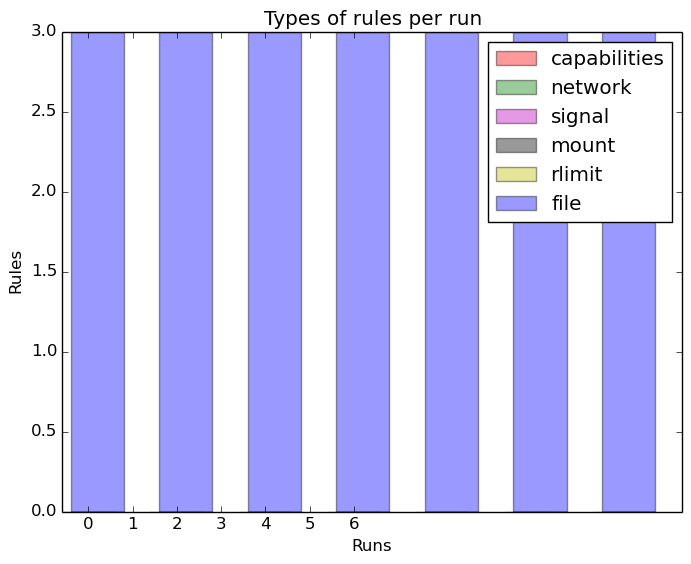 Types of rules per run
3.0
2.5
2.0
1.5
1.0
0.5
0.0
Rules
capabilities
network
signal
mount
rlimit
file
0 1 2 3 4 5 6
Runs